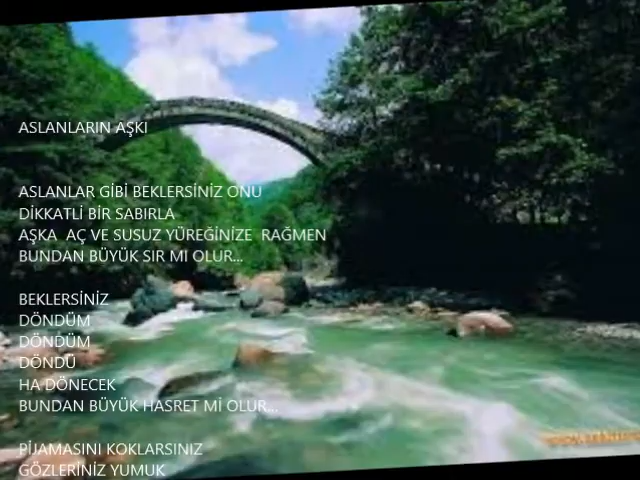 ASLANLARIN AŞKI
ASLANLAR GİBİ BEKLERSİNİZ ONU
DİKKATLİ BİR SABIRLA
AŞKA AÇ VE SUSUZ YÜREĞİNİZE RAĞMEN
BUNDAN BÜYÜK SIR MI OLUR...
BEKLERSİNİZ
DÖNDÜM
DÖNDÜM
DÖNDÜ
HA DÖNECEK
BUNDAN BÜYÜK HASRET Mİ OLUR...
PİJAMASINI KOKLARSINIZ
GÖZLERİNİZ YUMUK